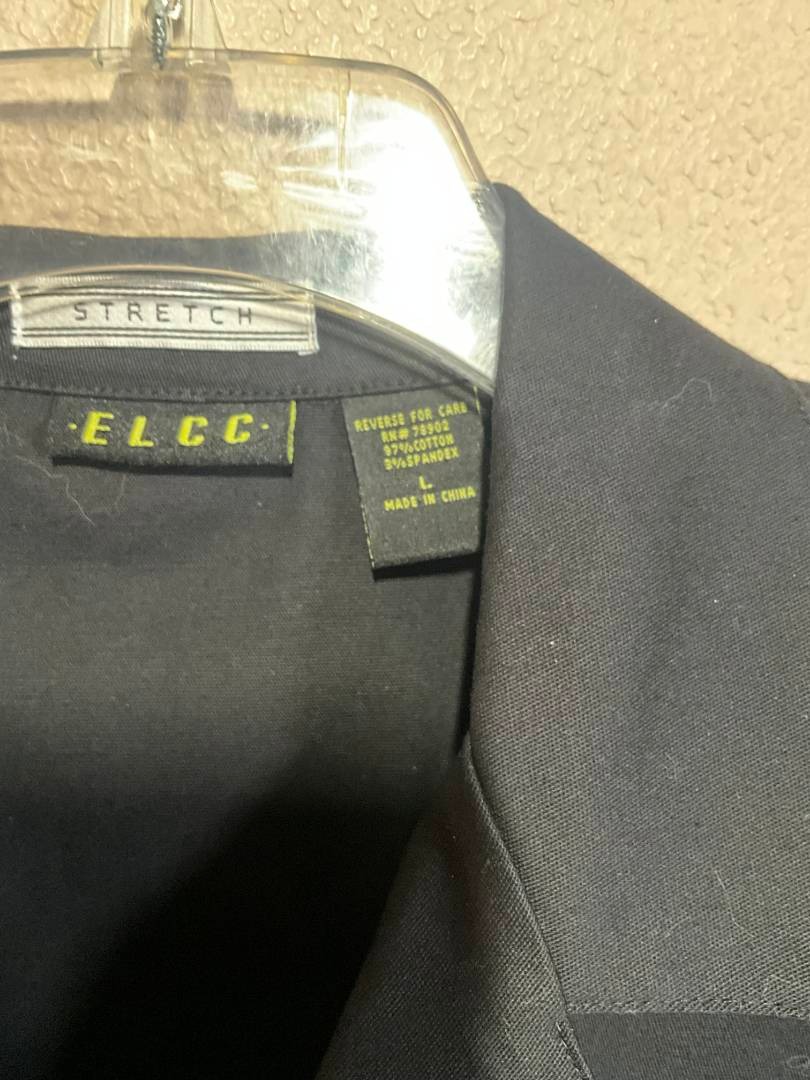 STRETCH
·ELCC·
REVERSE FOR CARE
RN# 78902
97%COTTON
3%SPANDEX
L
MADE IN CHINA